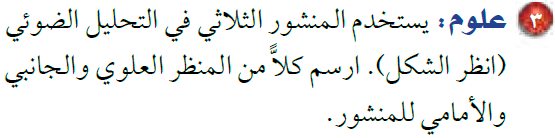 ٣ علوم: يستخدم المنشور الثلاثي في التحليل الضوئي
(انظر الشكل). ارسم كلاًّ من المنظر العلوي والجانبي
والأمامي للمنشور.